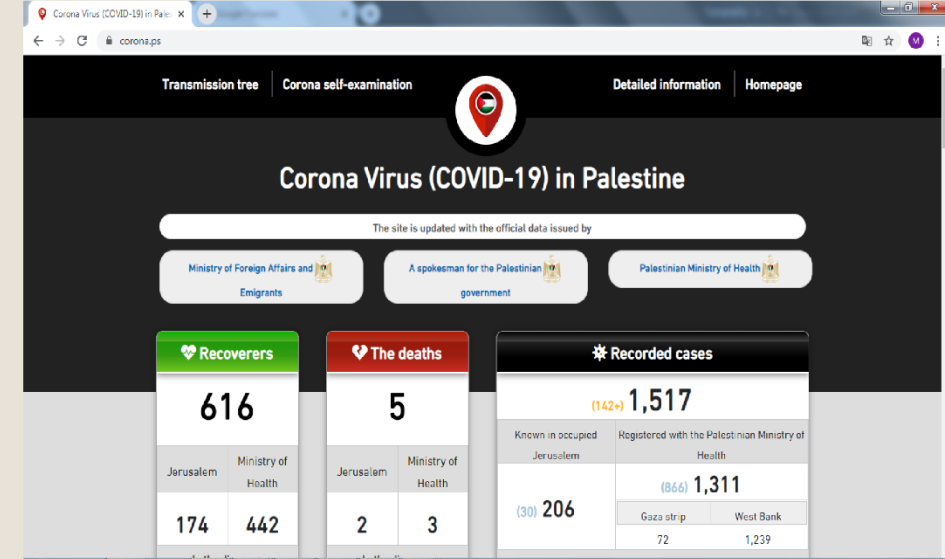 Corona Virus (COVID-19) in Pale
corona.ps
M
Transmission tree
Corona self-examination
Detailed information
Homepage
Corona Virus (COVID-19) in Palestine
The site is updated with the official data issued by
Ministry of Foreign Affairs and
Emigrants
A spokesman for the Palestinian
government
Palestinian Ministry of Health
Recoverers
616
Jerusalem
Ministry of
Health
174
442
The deaths
5
Jerusalem
Ministry of
Health
2
3
Recorded cases
(142+) 1,517
Known in occupied
Jerusalem
(30) 206
Registered with the Palestinian Ministry of
Health
(866) 1,311
Gaza strip
West Bank
72
1,239